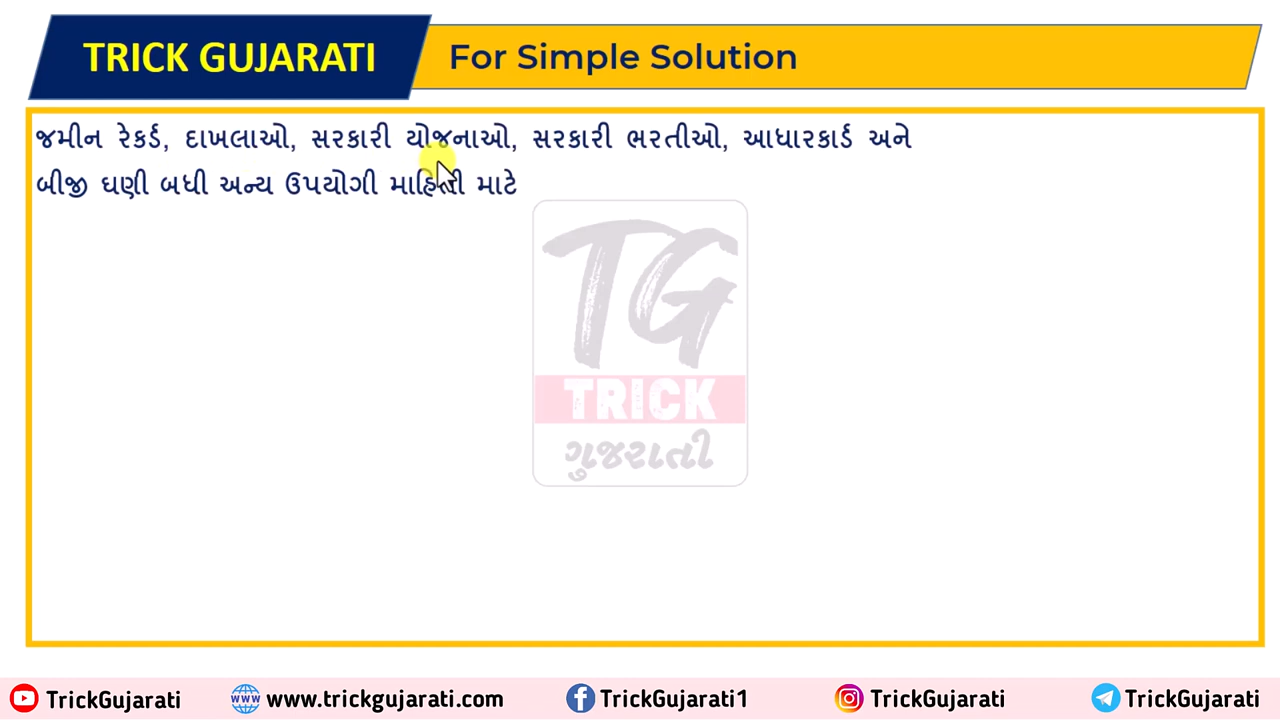 TRICK GUJARATI
For Simple Solution
જમીન રેકર્ડ, દાખલાઓ, સરકારી યોજનાઓ, સરકારી ભરતીઓ, આધારકાર્ડ અને
બીજી ઘણી બધી અન્ય ઉપયોગી માહિતી માટે
TG
TRICK
ગુજરાતી
TrickGujarati
www.trickgujarati.com
TrickGujarati1
TrickGujarati
TrickGujarati